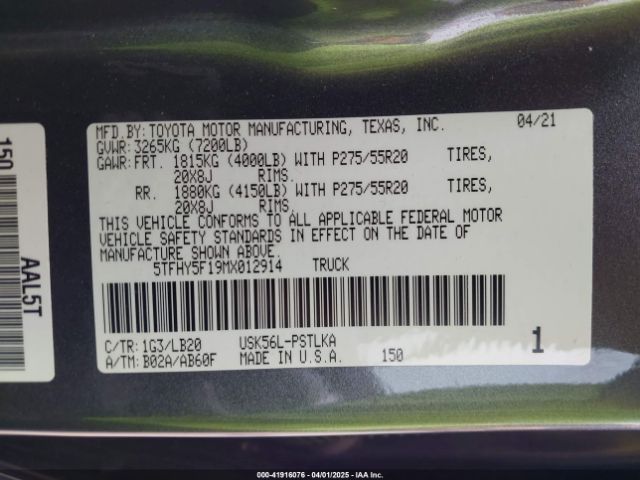 MFD.BY:TOYOTA MOTOR MANUFACTURING, TEXAS, INC. 04/21
GVWR:3265KG (7200LB)
GAWR:FRT. 1815KG (4000LB) WITH P275/55R20 TIRES,
20X8J RIMS.
RR. 1880KG (4150LB) WITH P275/55R20 TIRES,
20X8J RIMS.
THIS VEHICLE CONFORMS TO ALL APPLICABLE FEDERAL MOTOR
VEHICLE SAFETY STANDARDS IN EFFECT ON THE DATE OF
MANUFACTURE SHOWN ABOVE.
5TFHY5F19MX012914 TRUCK
C/TR:1G3/LB20 USK56L-PSTLKA
A/TM:B02A/AB60F MADE IN U.S.A. 150 1
150
AAL5T
000-41916076 - 04/01/2025 - IAA Inc.